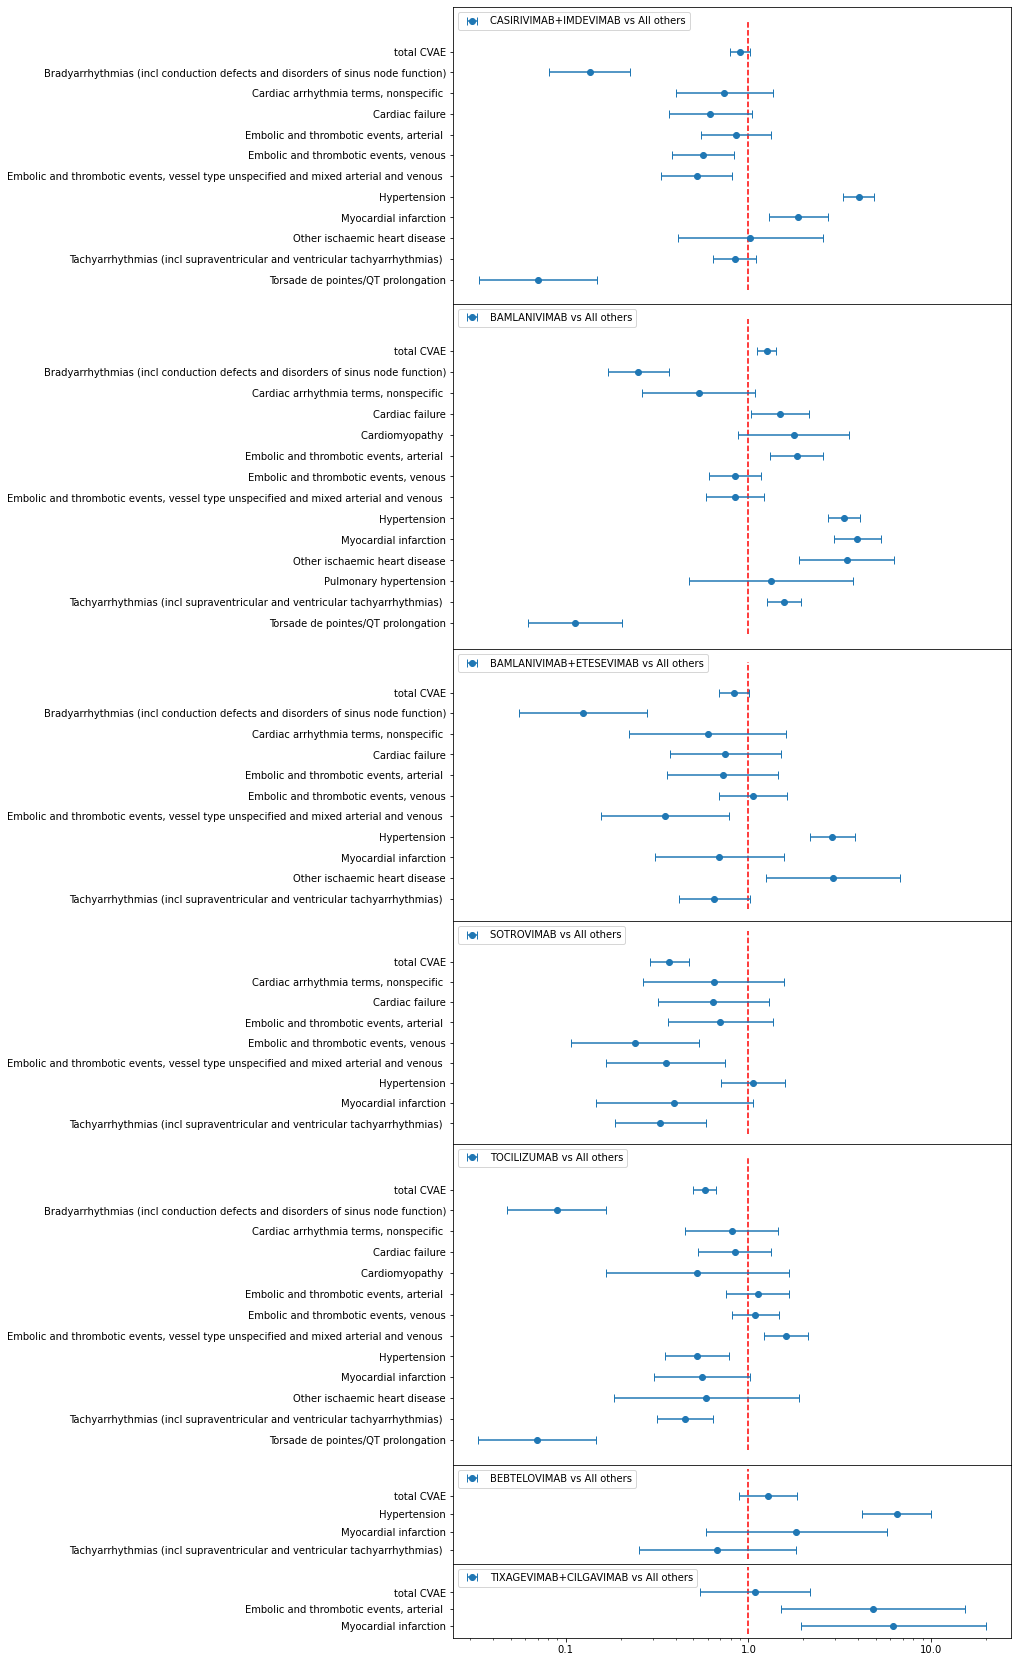 CASIRIVIMAB+IMDEVIMAB vs All others
total CVAE
Bradyarrhythmias (incl conduction defects and disorders of sinus node function)
Cardiac arrhythmia terms, nonspecific
Cardiac failure
Embolic and thrombotic events, arterial
Embolic and thrombotic events, venous
Embolic and thrombotic events, vessel type unspecified and mixed arterial and venous
Hypertension
Myocardial infarction
Other ischaemic heart disease
Tachyarrhythmias (incl supraventricular and ventricular tachyarrhythmias)
Torsade de pointes/QT prolongation
BAMLANIVIMAB vs All others
total CVAE
Bradyarrhythmias (incl conduction defects and disorders of sinus node function)
Cardiac arrhythmia terms, nonspecific
Cardiac failure
Cardiomyopathy
Embolic and thrombotic events, arterial
Embolic and thrombotic events, venous
Embolic and thrombotic events, vessel type unspecified and mixed arterial and venous
Hypertension
Myocardial infarction
Other ischaemic heart disease
Pulmonary hypertension
Tachyarrhythmias (incl supraventricular and ventricular tachyarrhythmias)
Torsade de pointes/QT prolongation
BAMLANIVIMAB+ETESEVIMAB vs All others
total CVAE
Bradyarrhythmias (incl conduction defects and disorders of sinus node function)
Cardiac arrhythmia terms, nonspecific
Cardiac failure
Embolic and thrombotic events, arterial
Embolic and thrombotic events, venous
Embolic and thrombotic events, vessel type unspecified and mixed arterial and venous
Hypertension
Myocardial infarction
Other ischaemic heart disease
Tachyarrhythmias (incl supraventricular and ventricular tachyarrhythmias)
SOTROVIMAB vs All others
total CVAE
Cardiac arrhythmia terms, nonspecific
Cardiac failure
Embolic and thrombotic events, arterial
Embolic and thrombotic events, venous
Embolic and thrombotic events, vessel type unspecified and mixed arterial and venous
Hypertension
Myocardial infarction
Tachyarrhythmias (incl supraventricular and ventricular tachyarrhythmias)
TOCILIZUMAB vs All others
total CVAE
Bradyarrhythmias (incl conduction defects and disorders of sinus node function)
Cardiac arrhythmia terms, nonspecific
Cardiac failure
Cardiomyopathy
Embolic and thrombotic events, arterial
Embolic and thrombotic events, venous
Embolic and thrombotic events, vessel type unspecified and mixed arterial and venous
Hypertension
Myocardial infarction
Other ischaemic heart disease
Tachyarrhythmias (incl supraventricular and ventricular tachyarrhythmias)
Torsade de pointes/QT prolongation
BEBTELOVIMAB vs All others
total CVAE
Hypertension
Myocardial infarction
Tachyarrhythmias (incl supraventricular and ventricular tachyarrhythmias)
TIXAGEVIMAB+CILGAVIMAB vs All others
total CVAE
Embolic and thrombotic events, arterial
Myocardial infarction
0.1 1.0 10.0